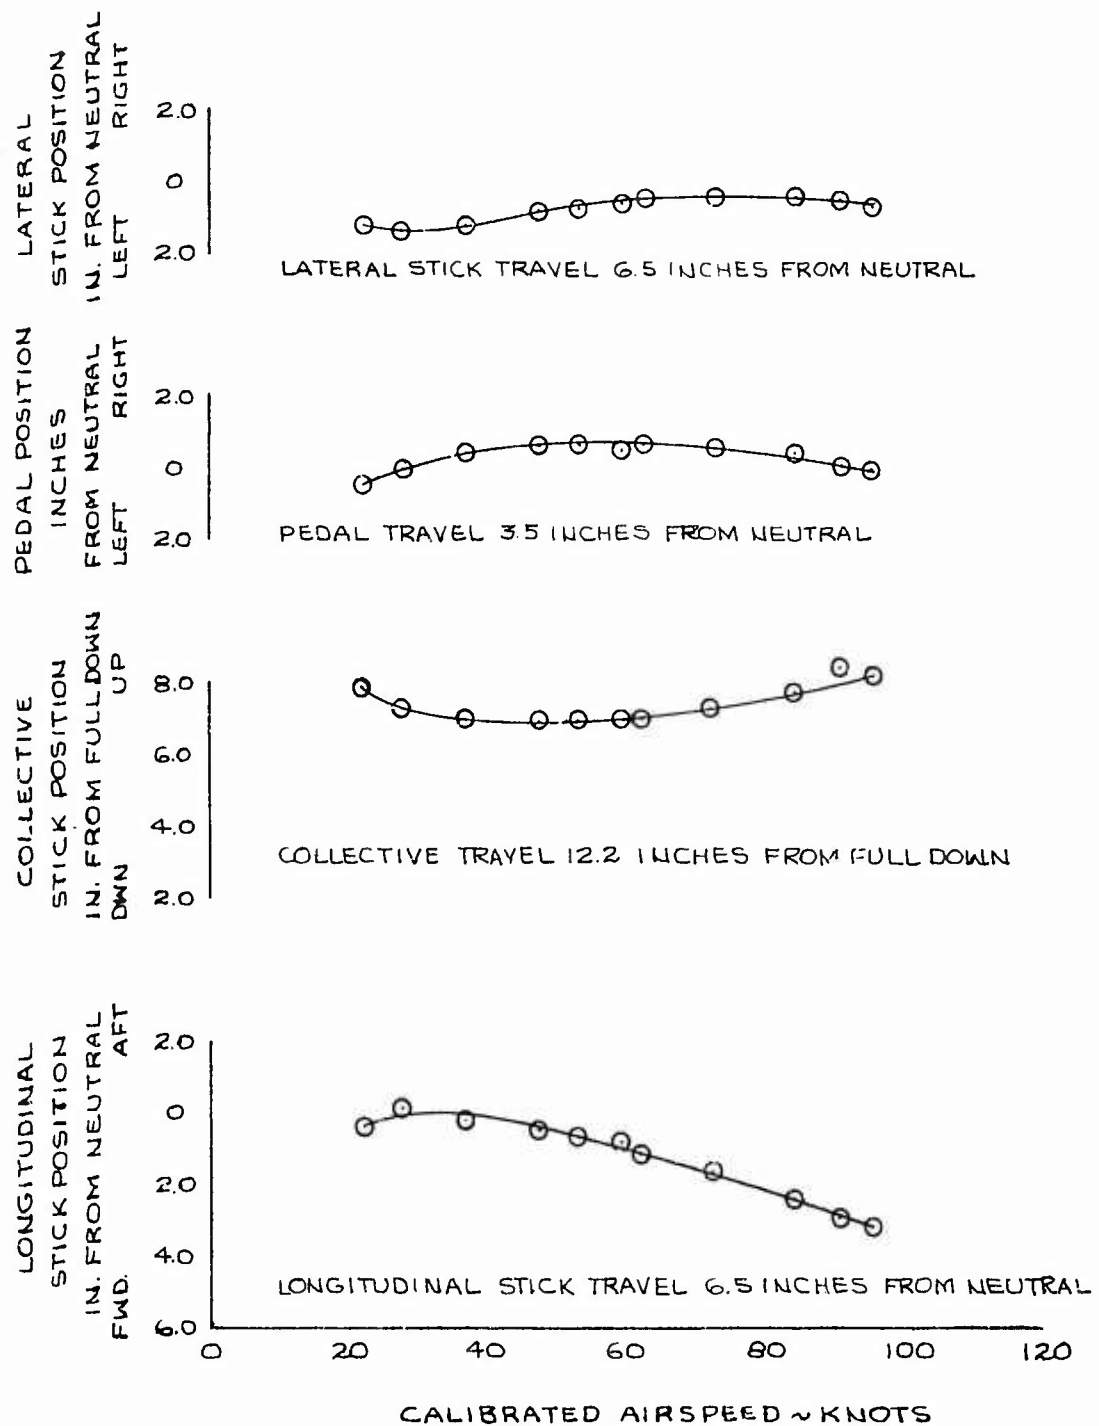 LATERAL
STICK POSITION
IN. FROM NEUTRAL
LEFT RIGHT
2.0
0
2.0
LATERAL STICK TRAVEL 6.5 INCHES FROM NEUTRAL
PEDAL POSITION
INCHES
FROM NEUTRAL
LEFT RIGHT
2.0
0
2.0
PEDAL TRAVEL 3.5 INCHES FROM NEUTRAL
COLLECTIVE
STICK POSITION
IN. FROM FULL DOWN
DWN UP
8.0
6.0
4.0
2.0
COLLECTIVE TRAVEL 12.2 INCHES FROM FULL DOWN
LONGITUDINAL
STICK POSITION
IN. FROM NEUTRAL
FWD. AFT
2.0
0
2.0
4.0
6.0
LONGITUDINAL STICK TRAVEL 6.5 INCHES FROM NEUTRAL
0 20 40 60 80 100 120
CALIBRATED AIRSPEED ~ KNOTS